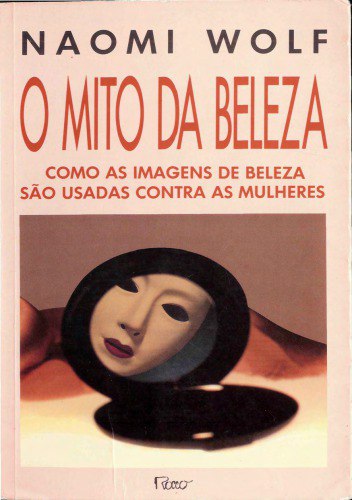 NAOMI WOLF
O MITO DA BELEZA
COMO AS IMAGENS DE BELEZA
SÃO USADAS CONTRA AS MULHERES
Rocco